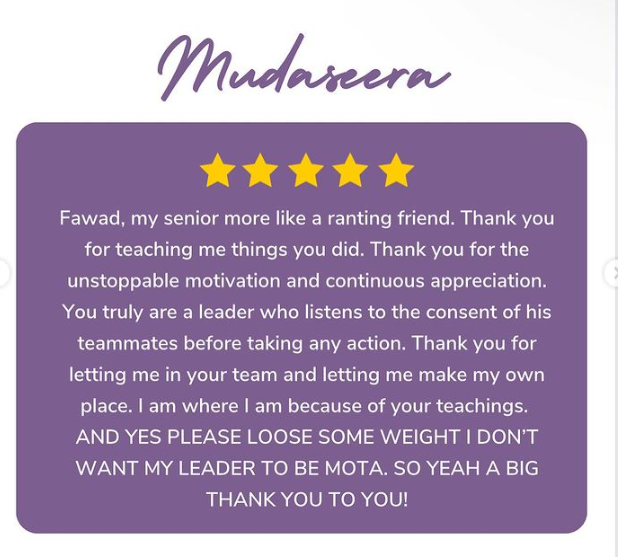 Mudaseera
Fawad, my senior more like a ranting friend. Thank you
for teaching me things you did. Thank you for the
unstoppable motivation and continuous appreciation.
You truly are a leader who listens to the consent of his
teammates before taking any action. Thank you for
letting me in your team and letting me make my own
place. I am where I am because of your teachings.
AND YES PLEASE LOOSE SOME WEIGHT I DON'T
WANT MY LEADER TO BE MOTA. SO YEAH A BIG
THANK YOU TO YOU!